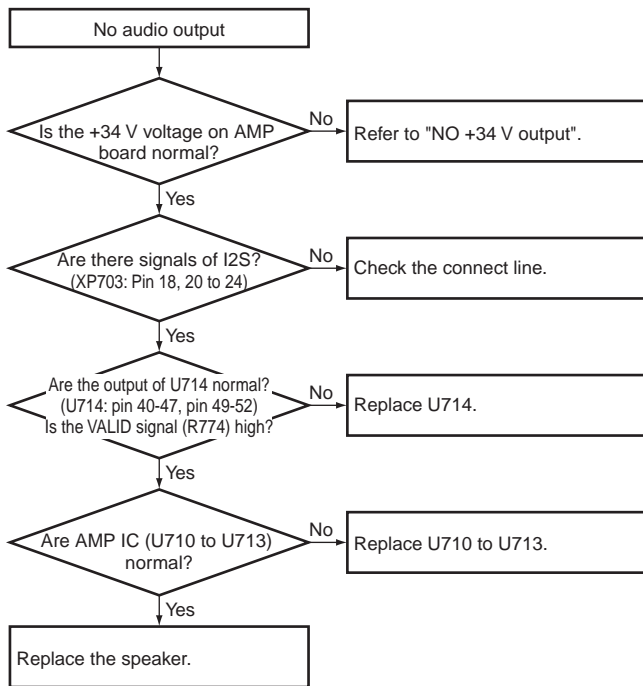 No audio output
Is the +34 V voltage on AMP
board normal?
No
Refer to "NO +34 V output".
Yes
Are there signals of I2S?
(XP703: Pin 18, 20 to 24)
No
Check the connect line.
Yes
Are the output of U714 normal?
(U714: pin 40-47, pin 49-52)
Is the VALID signal (R774) high?
No
Replace U714.
Yes
Are AMP IC (U710 to U713)
normal?
No
Replace U710 to U713.
Yes
Replace the speaker.